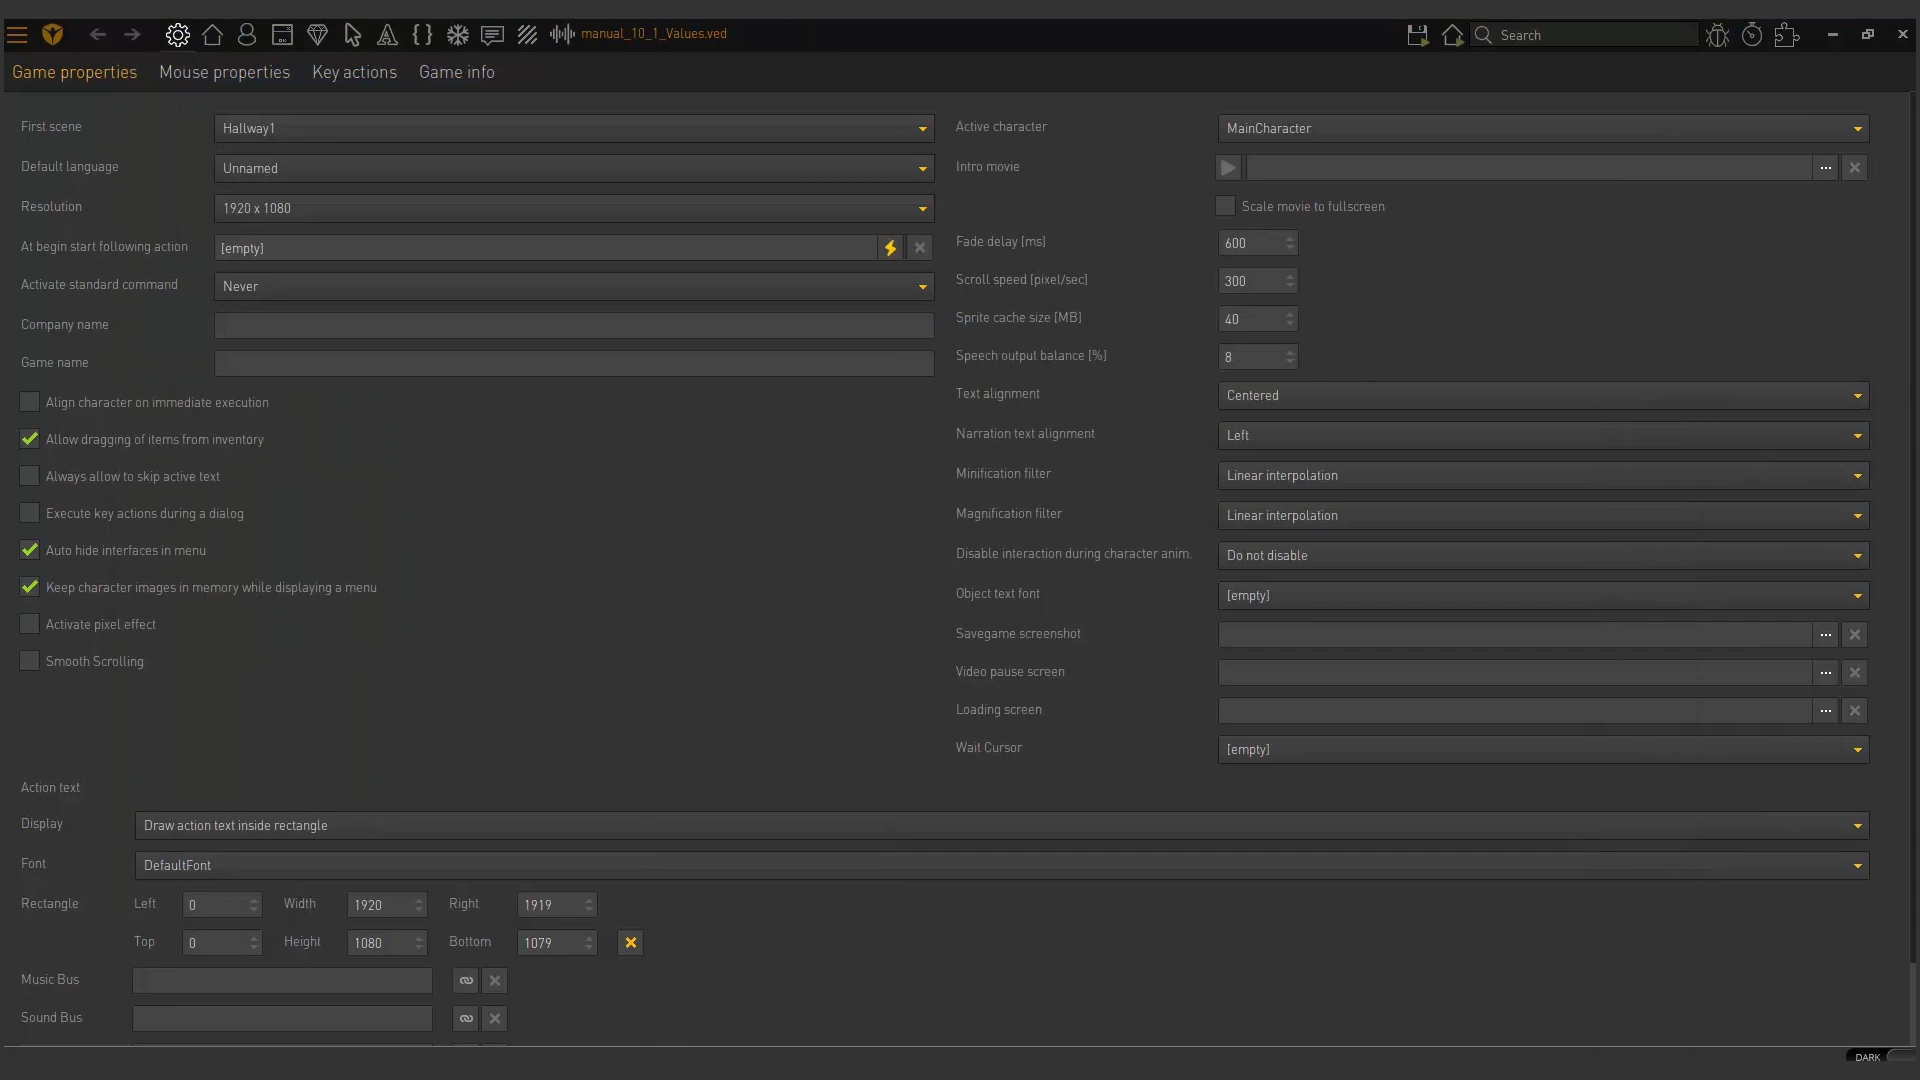 manual_10_1_Values.ved
Search
Game properties
Mouse properties
Key actions
Game info
First scene
Hallway1
Default language
Unnamed
Resolution
1920 x 1080
At begin start following action
[empty]
Activate standard command
Never
Company name
Game name
Align character on immediate execution
Allow dragging of items from inventory
Always allow to skip active text
Execute key actions during a dialog
Auto hide interfaces in menu
Keep character images in memory while displaying a menu
Activate pixel effect
Smooth Scrolling
Active character
MainCharacter
Intro movie
...
Scale movie to fullscreen
Fade delay [ms]
600
Scroll speed [pixel/sec]
300
Sprite cache size [MB]
40
Speech output balance [%]
8
Text alignment
Centered
Narration text alignment
Left
Minification filter
Linear interpolation
Magnification filter
Linear interpolation
Disable interaction during character anim.
Do not disable
Object text font
[empty]
Savegame screenshot
...
Video pause screen
...
Loading screen
...
Wait Cursor
[empty]
Action text
Display
Draw action text inside rectangle
Font
DefaultFont
Rectangle
Left
0
Width
1920
Right
1919
Top
0
Height
1080
Bottom
1079
Music Bus
Sound Bus
DARK